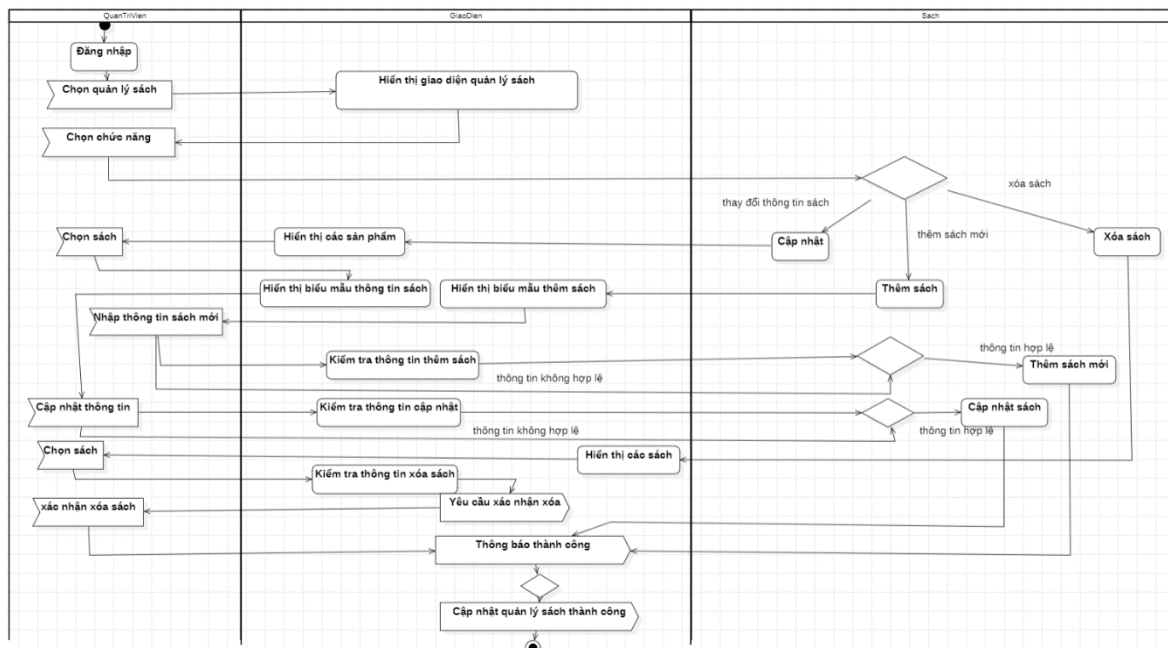 QuanTriVien
GiaoDien
Sach
Đăng nhập
Chọn quản lý sách
Hiển thị giao diện quản lý sách
Chọn chức năng
xóa sách
thay đổi thông tin sách
thêm sách mới
Chọn sách
Hiển thị các sản phẩm
Cập nhật
Xóa sách
Hiển thị biểu mẫu thông tin sách
Hiển thị biểu mẫu thêm sách
Thêm sách
Nhập thông tin sách mới
Kiểm tra thông tin thêm sách
thông tin hợp lệ
Thêm sách mới
thông tin không hợp lệ
Cập nhật thông tin
Kiểm tra thông tin cập nhật
Cập nhật sách
thông tin không hợp lệ
thông tin hợp lệ
Chọn sách
Hiển thị các sách
Kiểm tra thông tin xóa sách
Yêu cầu xác nhận xóa
xác nhận xóa sách
Thông báo thành công
Cập nhật quản lý sách thành công